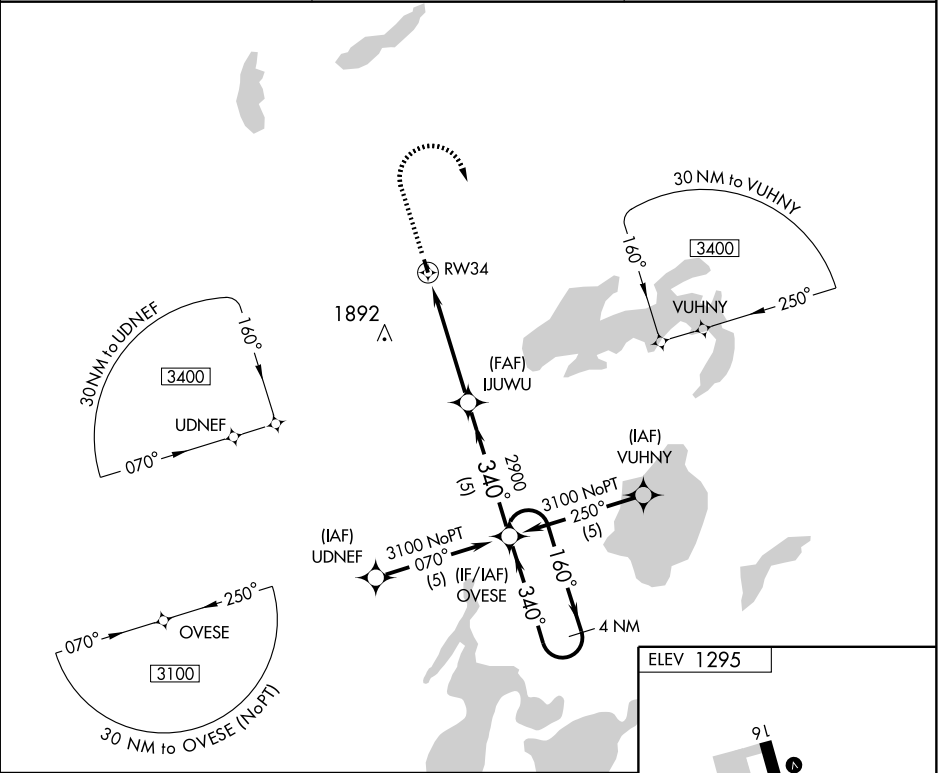 RW34
1892
(FAF)
IJUWU
30 NM to VUHNY
160°
3400
VUHNY
250°
30 NM to UDNEF
160°
3400
UDNEF
070°
(IAF)
VUHNY
2900
340°
(5)
3100 NoPT
250°
(5)
(IAF)
UDNEF
3100 NoPT
070°
(5)
(IF/IAF)
OVESE
160°
340°
4 NM
250°
070°
OVESE
3100
30 NM to OVESE (NoPT)
ELEV 1295
16
V